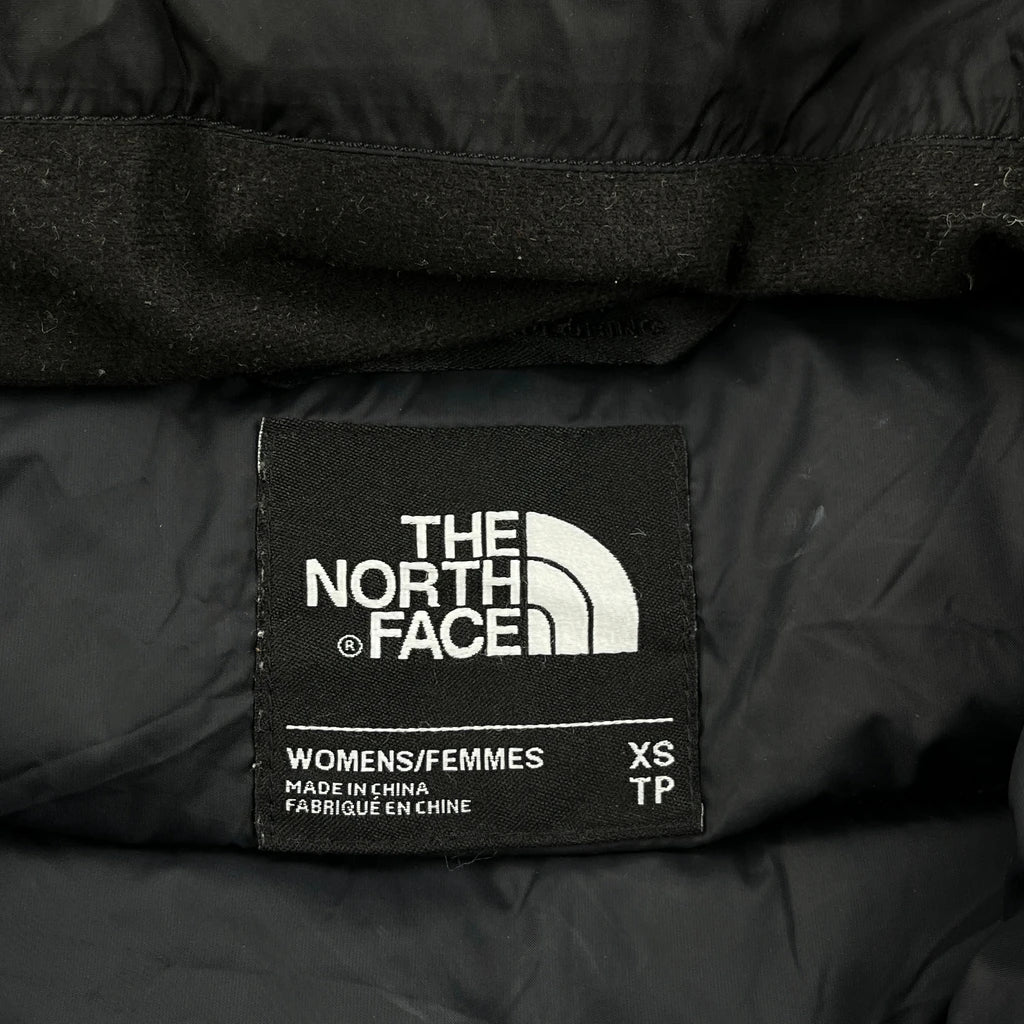 THE
NORTH
® FACE
WOMENS/FEMMES XS
MADE IN CHINA TP
FABRIQUÉ EN CHINE